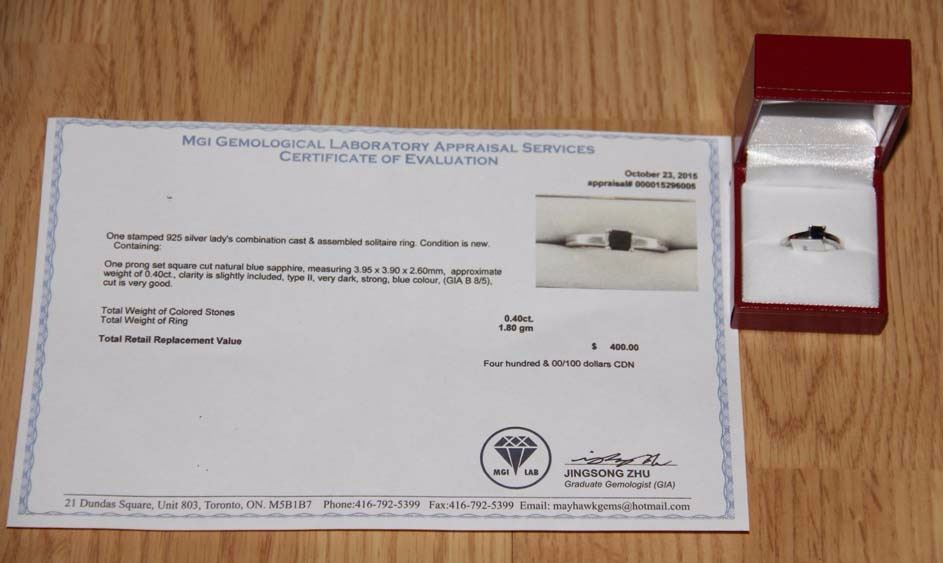 MGI GEMOLOGICAL LABORATORY APPRAISAL SERVICES
CERTIFICATE OF EVALUATION
October 23, 2015
appraisal# 000015296005
One stamped 925 silver lady's combination cast & assembled solitaire ring. Condition is new.
Containing:
One prong set square cut natural blue sapphire, measuring 3.95 x 3.90 x 2.60mm, approximate
weight of 0.40ct., clarity is slightly included, type II, very dark, strong, blue colour, (GIA B 8/5),
cut is very good.
Total Weight of Colored Stones 0.40ct.
Total Weight of Ring 1.80 gm
Total Retail Replacement Value $ 400.00
Four hundred & 00/100 dollars CDN
MGI LAB
JINGSONG ZHU
Graduate Gemologist (GIA)
21 Dundas Square, Unit 803, Toronto, ON. M5B1B7 Phone:416-792-5399 Fax:416-792-5399 Email: mayhawkgems@hotmail.com